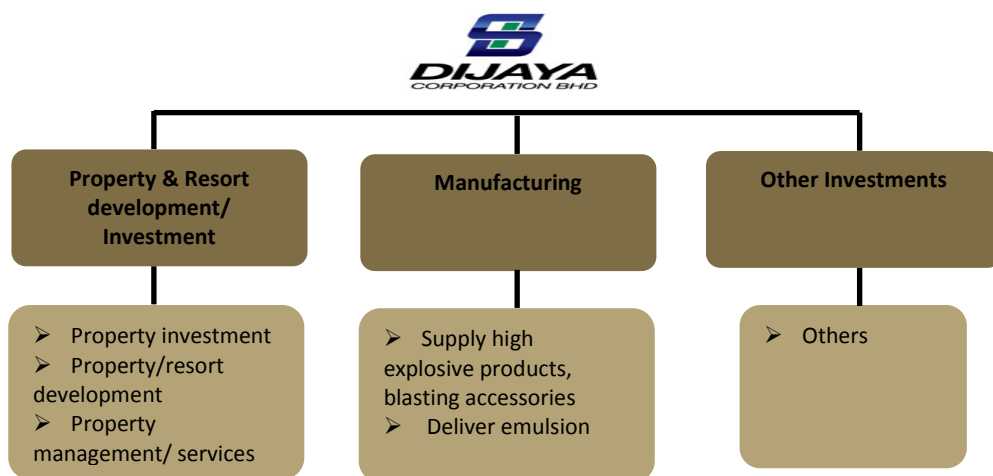 DIJAYA
CORPORATION BHD
Property & Resort
development/
Investment
Manufacturing
Other Investments
➢ Property investment
➢ Property/resort
development
➢ Property
management/ services
➢ Supply high
explosive products,
blasting accessories
➢ Deliver emulsion
➢ Others